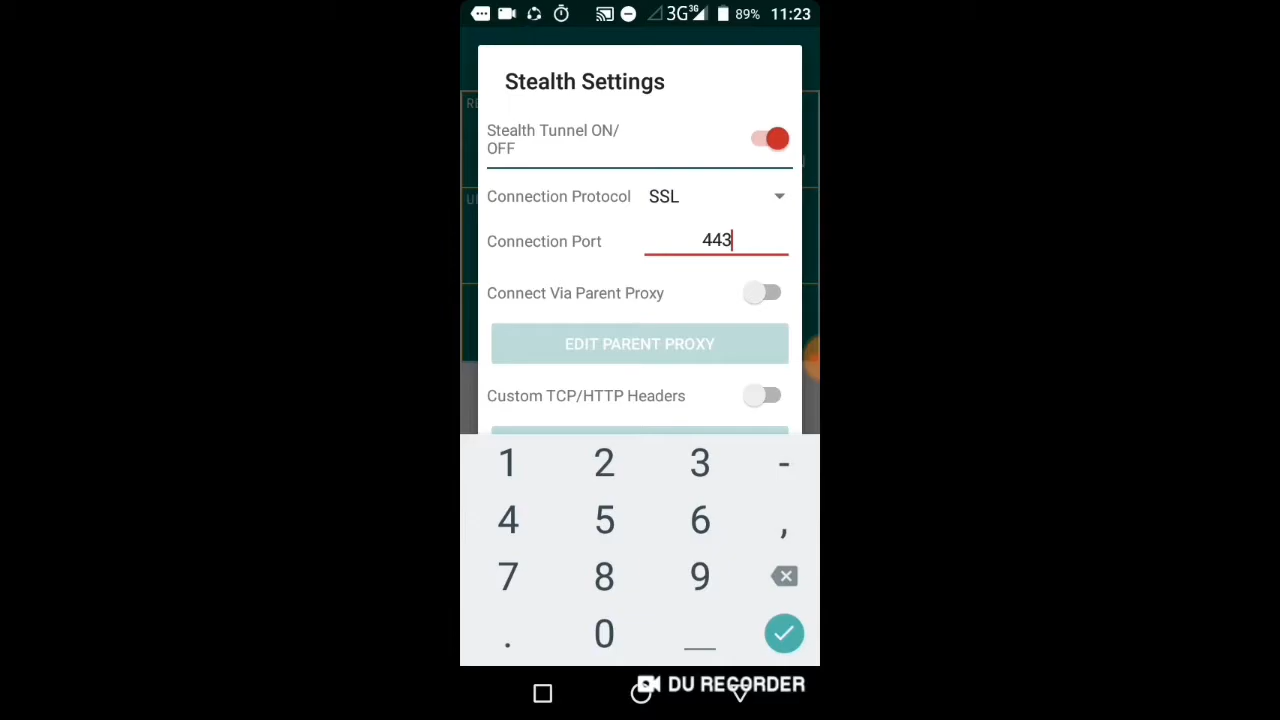 3G 3G 89% 11:23
Stealth Settings
RE
Stealth Tunnel ON/
OFF
Connection Protocol SSL
Connection Port 443
Connect Via Parent Proxy
EDIT PARENT PROXY
Custom TCP/HTTP Headers
1 2 3 -
4 5 6 ,
7 8 9
. 0 _
DU RECORDER